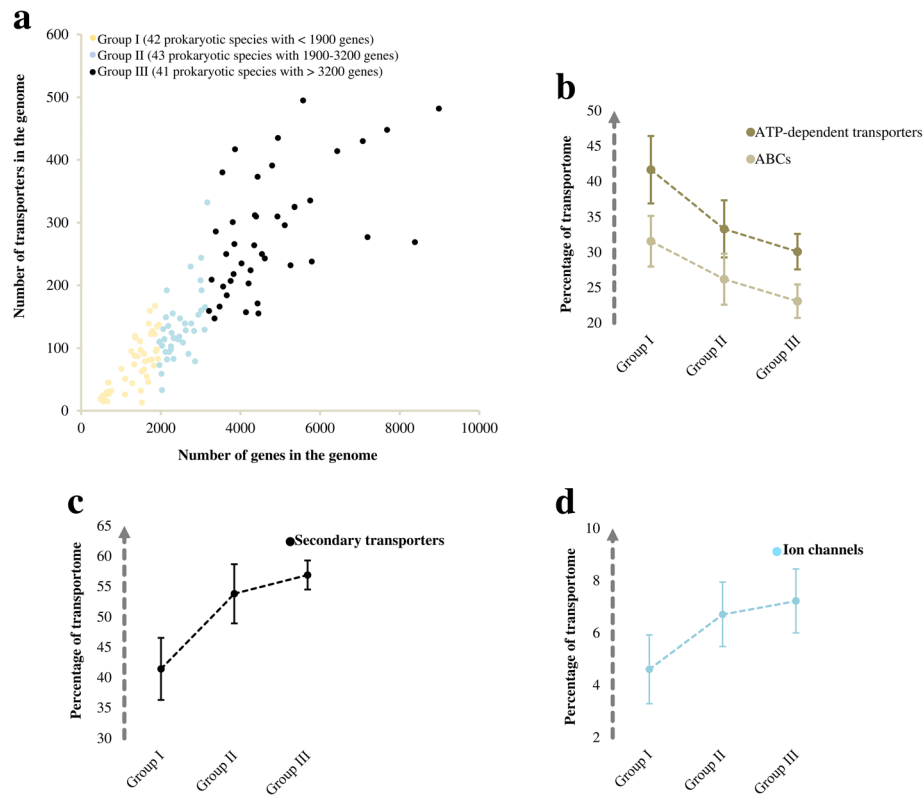 a
Group I (42 prokaryotic species with < 1900 genes)
Group II (43 prokaryotic species with 1900-3200 genes)
Group III (41 prokaryotic species with > 3200 genes)
Number of transporters in the genome
600
500
400
300
200
100
0
0 2000 4000 6000 8000 10000
Number of genes in the genome
b
ATP-dependent transporters
ABCs
Percentage of transportome
50
45
40
35
30
25
20
Group I Group II Group III
c
Secondary transporters
Percentage of transportome
65
60
55
50
45
40
35
30
Group I Group II Group III
d
Ion channels
Percentage of transportome
10
8
6
4
2
Group I Group II Group III